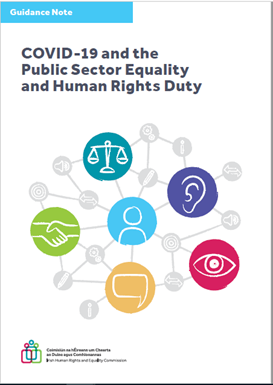 Guidance Note
COVID-19 and the
Public Sector Equality
and Human Rights Duty
Coimisiún na hÉireann um Chearta
an Duine agus Comhionannas
Irish Human Rights and Equality Commission